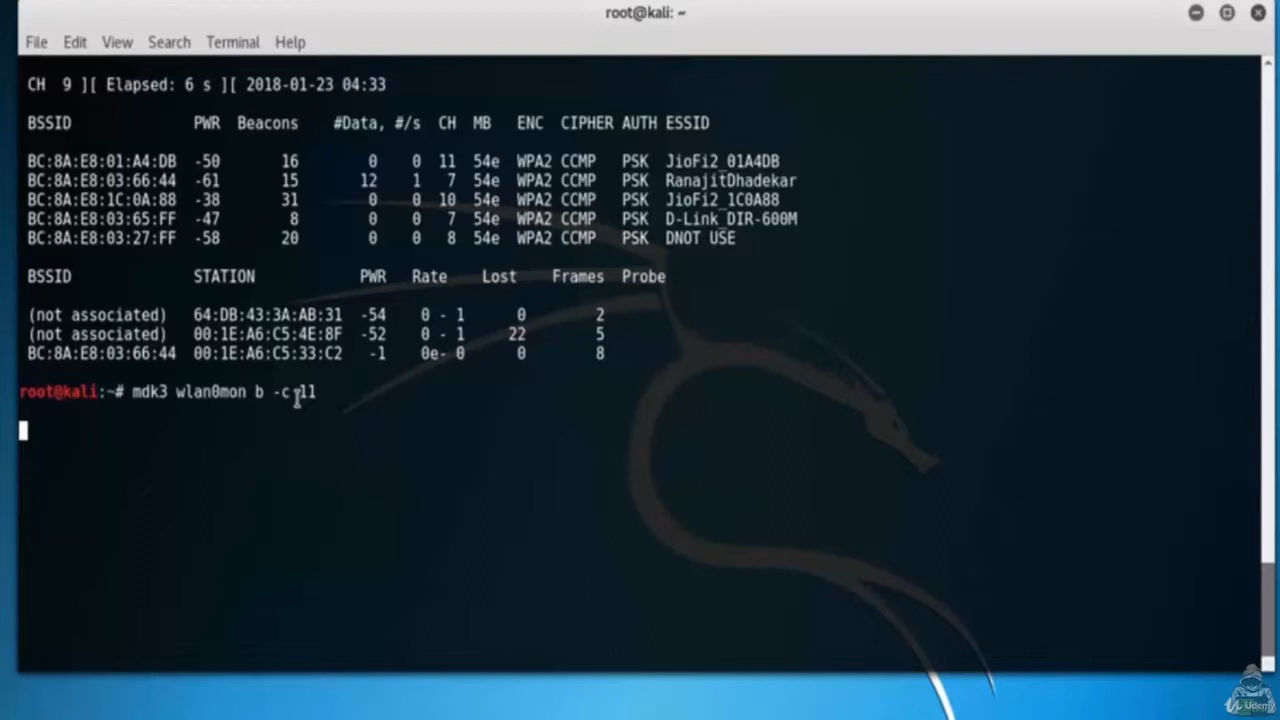 root@kali: ~
File Edit View Search Terminal Help
CH 9 ][ Elapsed: 6 s ][ 2018-01-23 04:33
BSSID PWR Beacons #Data, #/s CH MB ENC CIPHER AUTH ESSID
BC:8A:E8:01:A4:DB -50 16 0 0 11 54e WPA2 CCMP PSK JioFi2_01A4DB
BC:8A:E8:03:66:44 -61 15 12 1 7 54e WPA2 CCMP PSK RanajitDhadekar
BC:8A:E8:1C:0A:88 -38 31 0 0 10 54e WPA2 CCMP PSK JioFi2_1C0A88
BC:8A:E8:03:65:FF -47 8 0 0 7 54e WPA2 CCMP PSK D-Link_DIR-600M
BC:8A:E8:03:27:FF -58 20 0 0 8 54e WPA2 CCMP PSK DNOT USE
BSSID STATION PWR Rate Lost Frames Probe
(not associated) 64:DB:43:3A:AB:31 -54 0 - 1 0 2
(not associated) 00:1E:A6:C5:4E:8F -52 0 - 1 22 5
BC:8A:E8:03:66:44 00:1E:A6:C5:33:C2 -1 0e- 0 0 8
root@kali:~# mdk3 wlan0mon b -c 11
Udemy